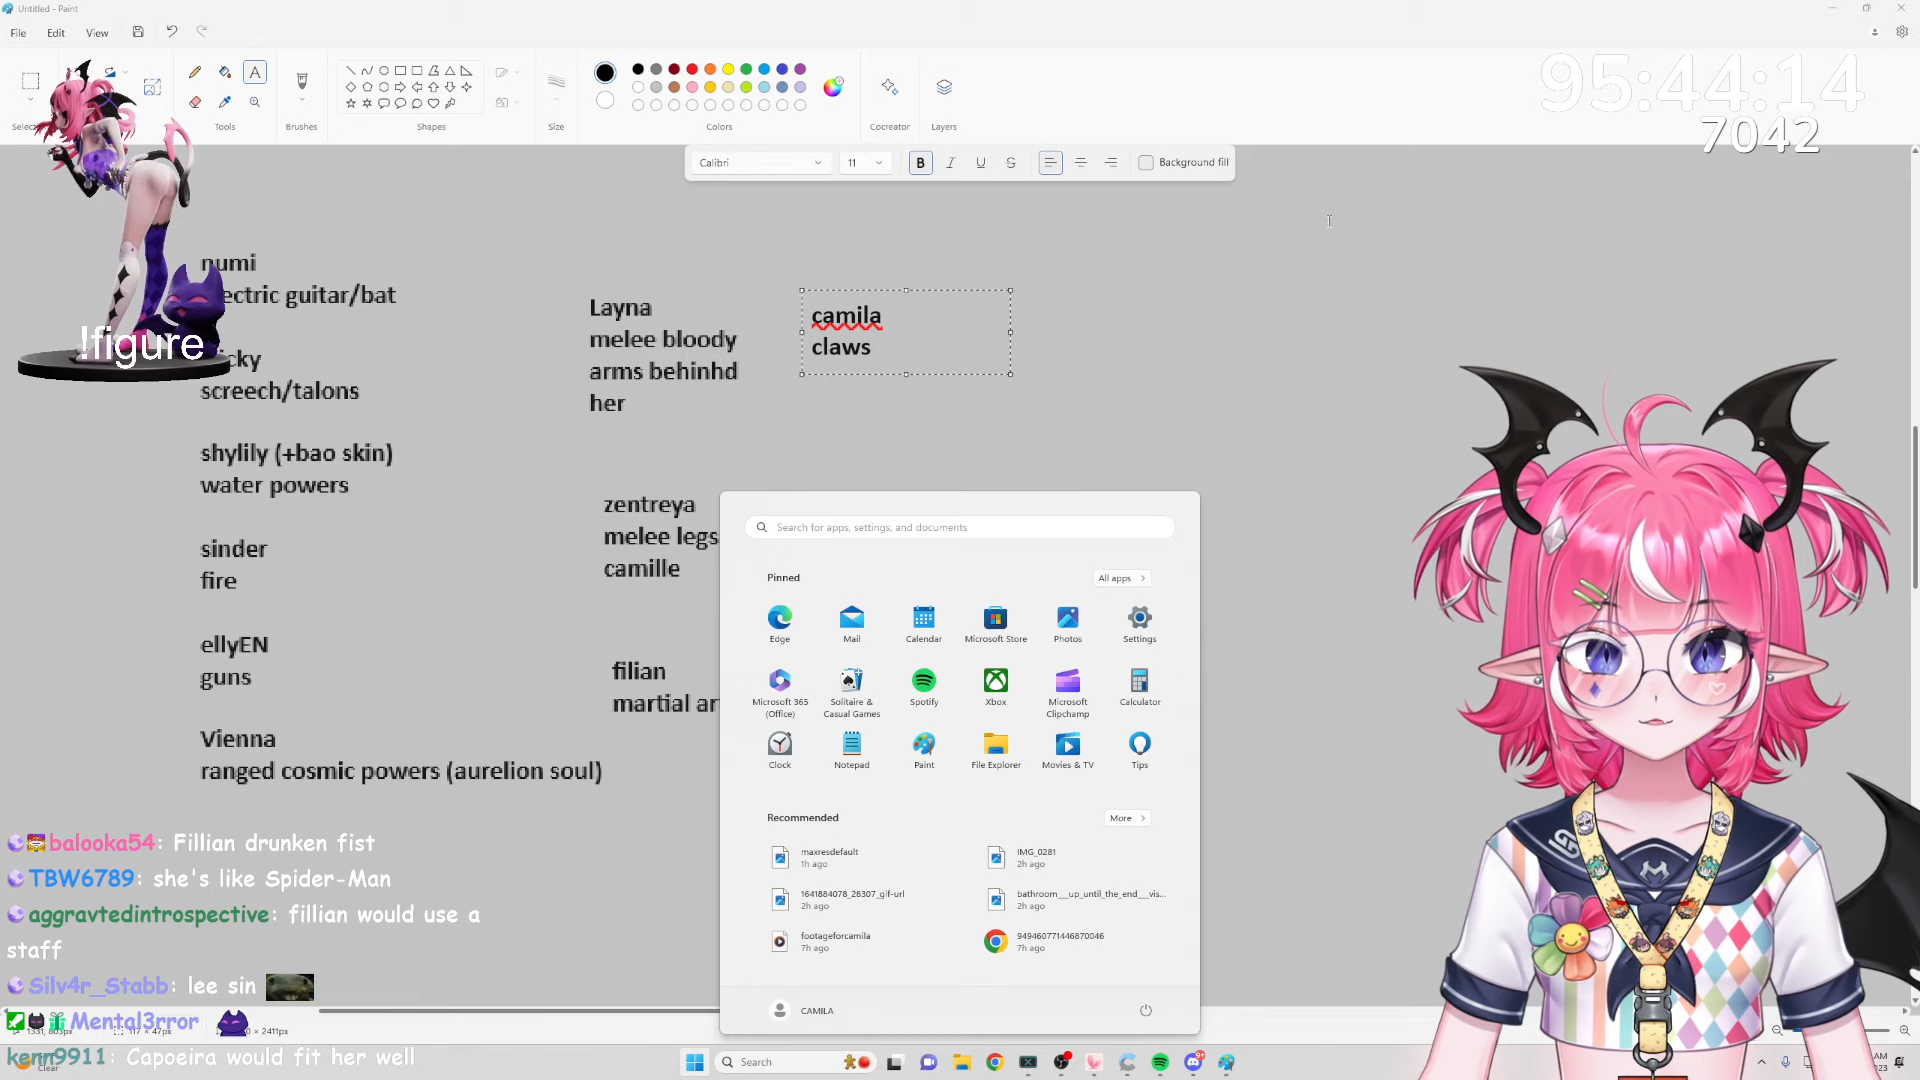 Untitled - Paint
File Edit View
95:44:14
7042
Tools Brushes Shapes Size Colors Cocreator Layers
Calibri 11 B I U S Background fill
numi
guitar/bat
screech/talons
shylily (+bao skin)
water powers
sinder
fire
ellyEN
guns
Vienna
ranged cosmic powers (aurelion soul)
Layna
melee bloody
arms behinhd
her
zentreya
melee legs
camille
filian
martial ar
camila
claws
!figure
Search for apps, settings, and documents
Pinned All apps
Edge Mail Calendar Microsoft Store Photos Settings
Microsoft 365 (Office) Solitaire & Casual Games Spotify Xbox Microsoft Clipchamp Calculator
Clock Notepad Paint File Explorer Movies & TV Tips
Recommended More
maxresdefault
1h ago
IMG_0281
2h ago
1641884078_28307_gif-url
2h ago
bathroom__up_until_the_end__vis...
2h ago
footageforcamila
7h ago
949460771446870046
7h ago
CAMILA
balooka54: Fillian drunken fist
TBW6789: she's like Spider-Man
aggravtedintrospective: fillian would use a
staff
Silv4r_Stabb: lee sin
Mental3rror
kenn9911: Capoeira would fit her well
Clear
Search